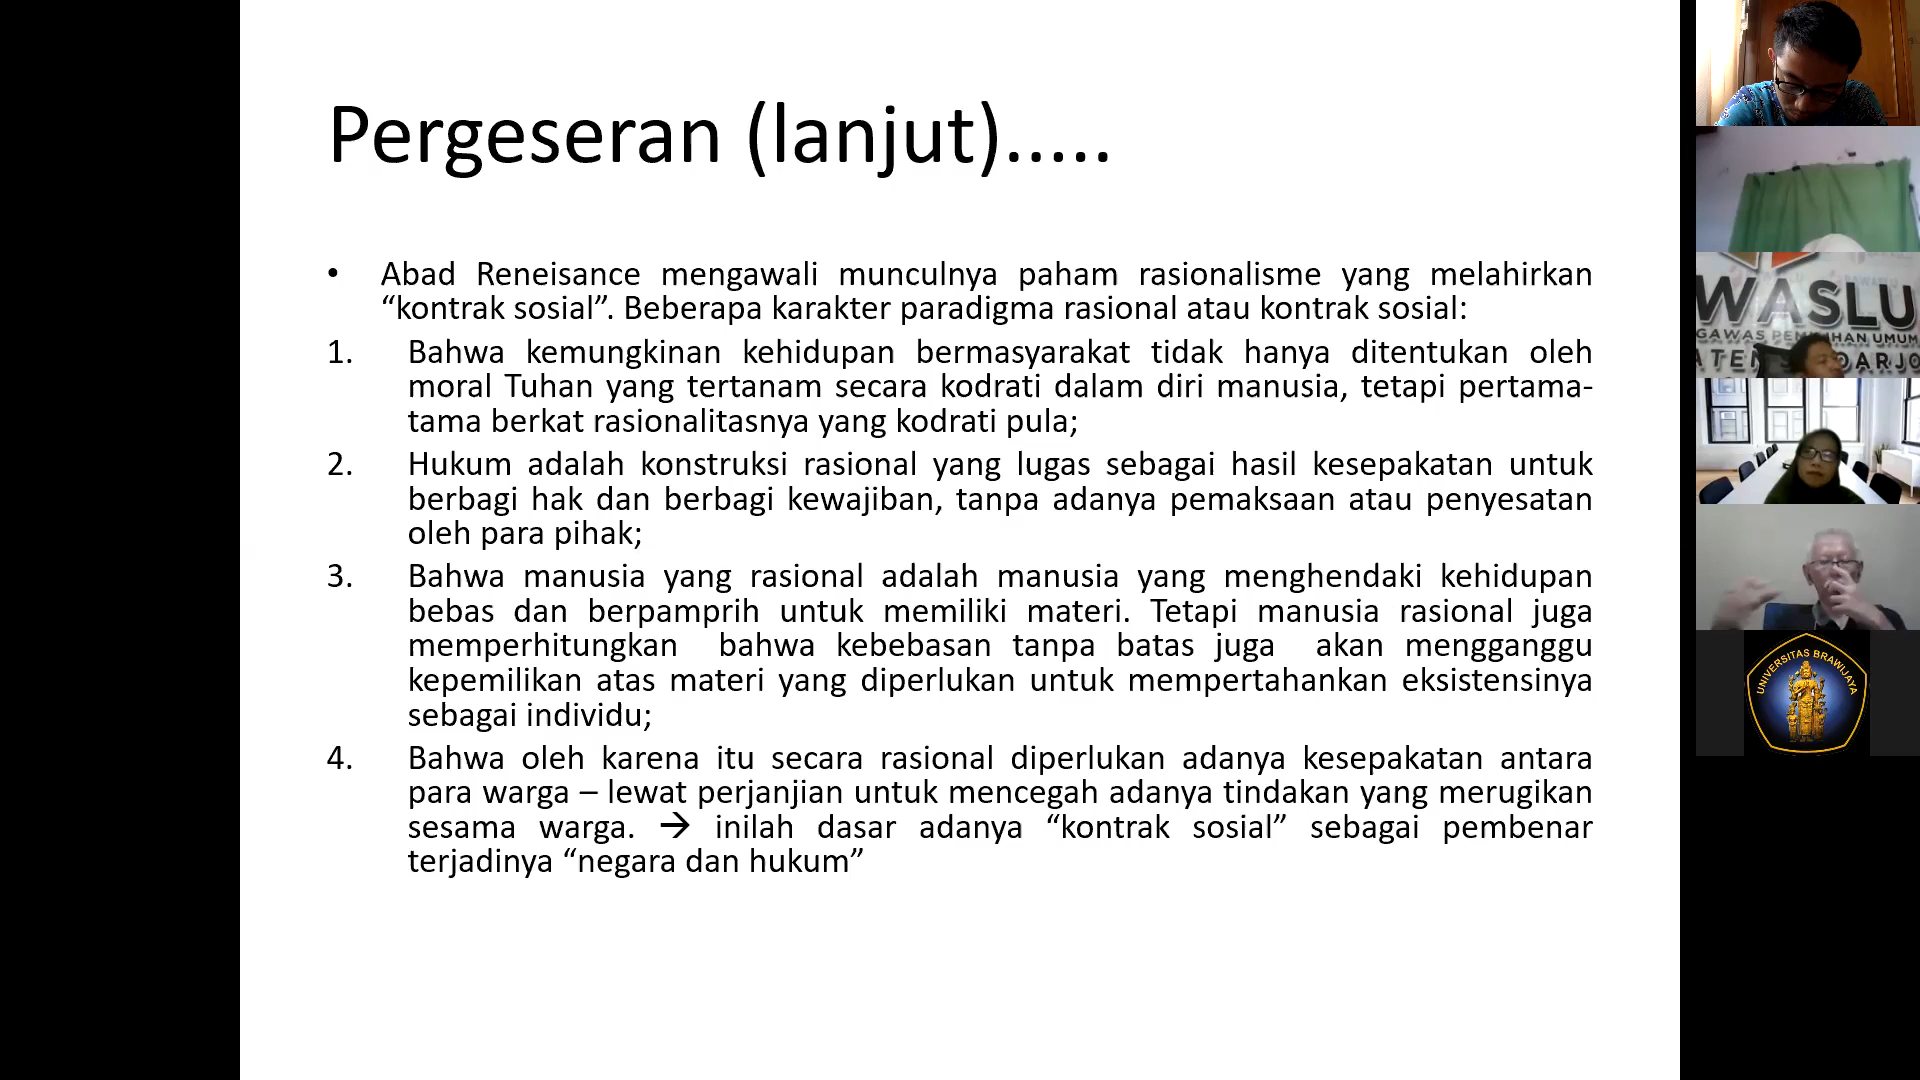 Pergeseran (lanjut).....
• Abad Reneisance mengawali munculnya paham rasionalisme yang melahirkan
“kontrak sosial”. Beberapa karakter paradigma rasional atau kontrak sosial:
1. Bahwa kemungkinan kehidupan bermasyarakat tidak hanya ditentukan oleh
moral Tuhan yang tertanam secara kodrati dalam diri manusia, tetapi pertama-
tama berkat rasionalitasnya yang kodrati pula;
2. Hukum adalah konstruksi rasional yang lugas sebagai hasil kesepakatan untuk
berbagi hak dan berbagi kewajiban, tanpa adanya pemaksaan atau penyesatan
oleh para pihak;
3. Bahwa manusia yang rasional adalah manusia yang menghendaki kehidupan
bebas dan berpamprih untuk memiliki materi. Tetapi manusia rasional juga
memperhitungkan bahwa kebebasan tanpa batas juga akan mengganggu
kepemilikan atas materi yang diperlukan untuk mempertahankan eksistensinya
sebagai individu;
4. Bahwa oleh karena itu secara rasional diperlukan adanya kesepakatan antara
para warga – lewat perjanjian untuk mencegah adanya tindakan yang merugikan
sesama warga. → inilah dasar adanya “kontrak sosial” sebagai pembenar
terjadinya “negara dan hukum”
WASLU
GAWAS PEM HAN UMUM
ATEN S OARJO
UNIVERSITAS BRAWIJAYA